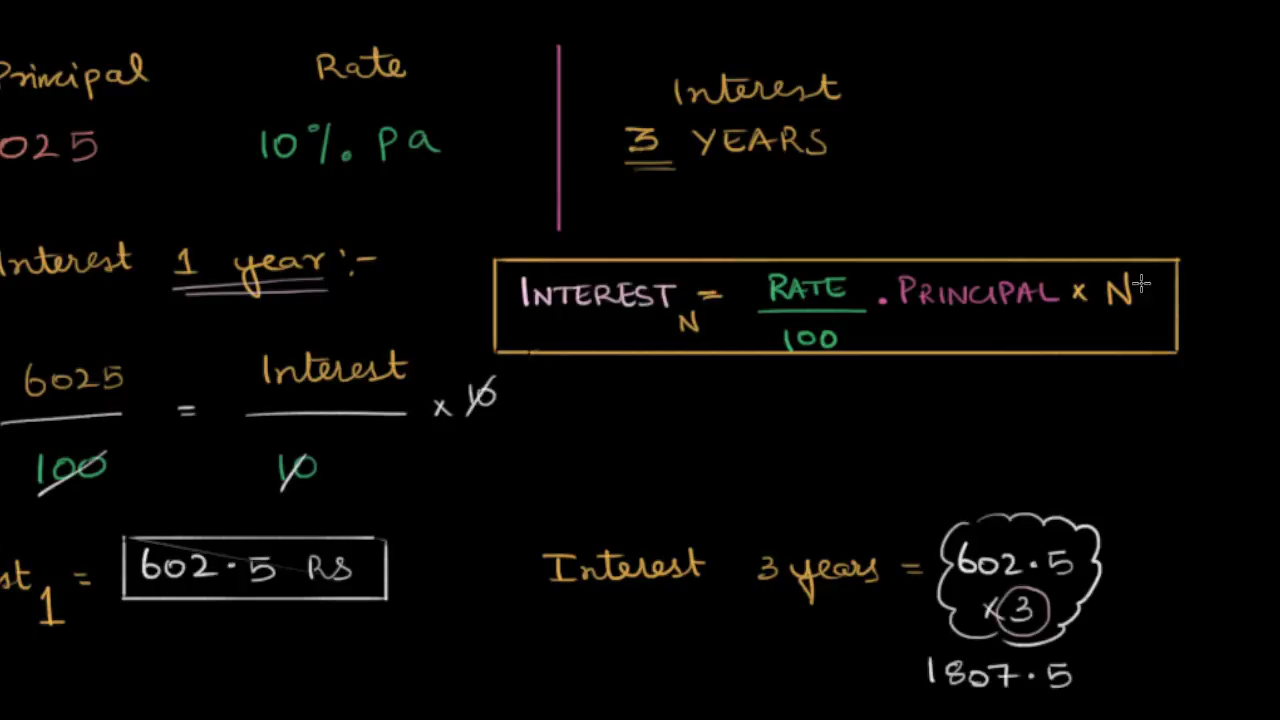 Principal Rate
025 10%. Pa
Interest
3 YEARS
Interest 1 year :-
INTEREST N = RATE / 100 . PRINCIPAL × N
6025 / 100 = Interest / 10 × 10
st 1 = 602.5 RS
Interest 3 years = 602.5
×3
1807.5